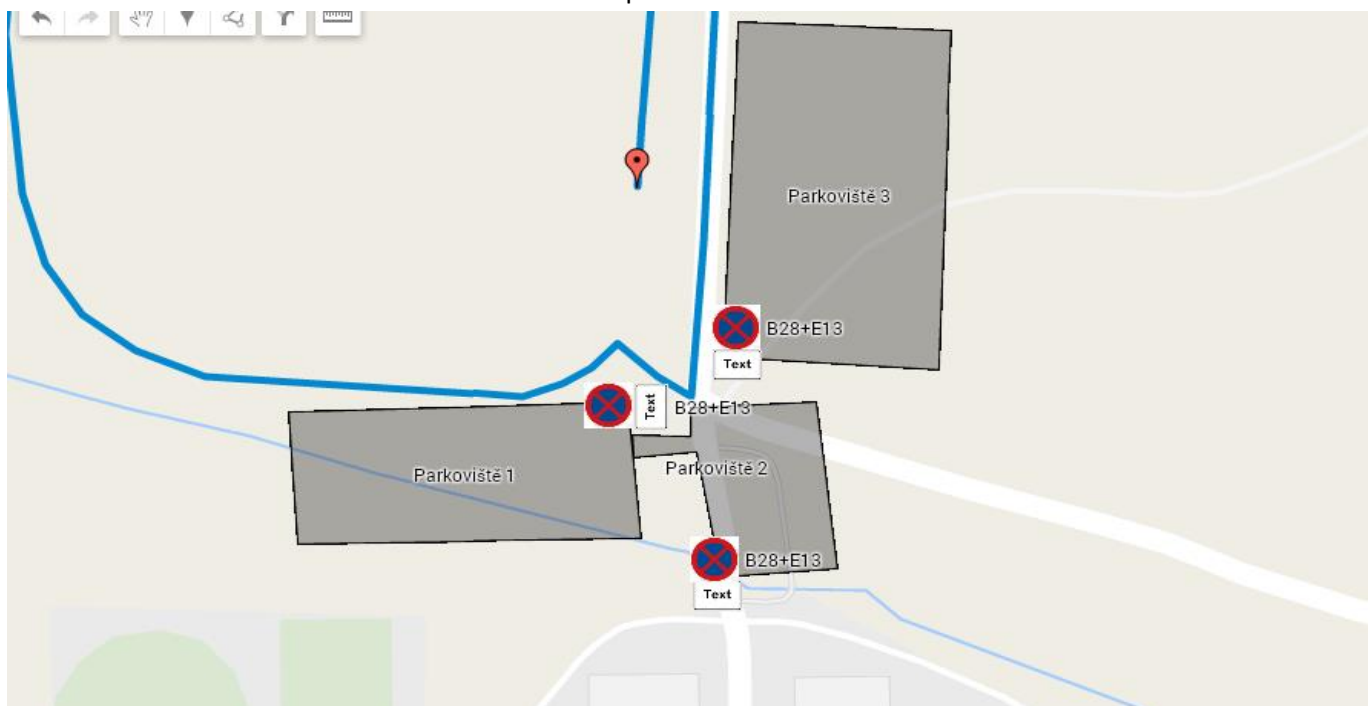 Parkoviště 3
B28+E13
Text
Text
B28+E13
Parkoviště 1
Parkoviště 2
B28+E13
Text